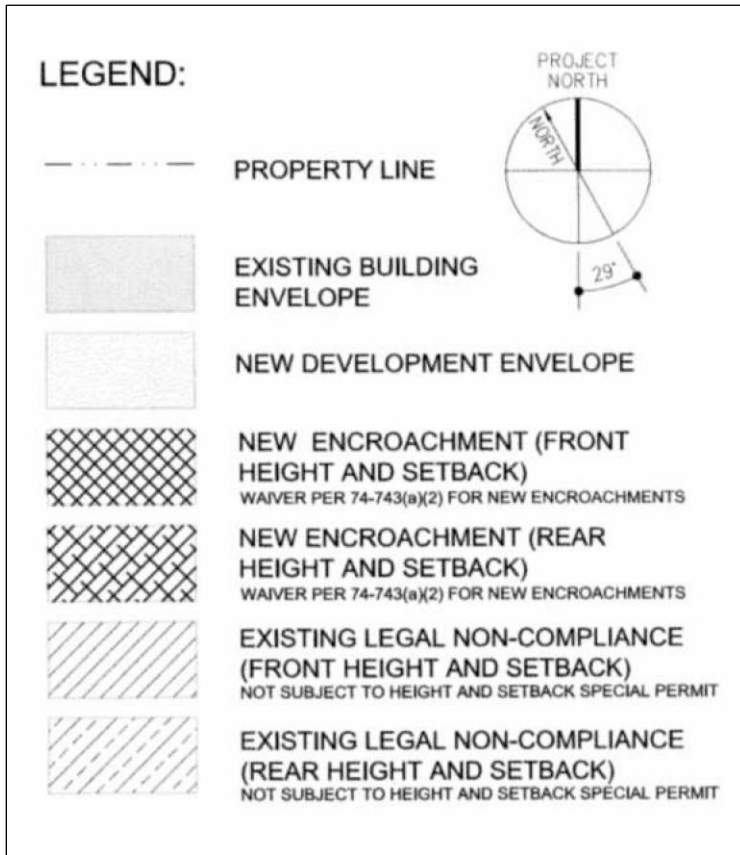 LEGEND:
PROJECT
NORTH
NORTH
29°
PROPERTY LINE
EXISTING BUILDING
ENVELOPE
NEW DEVELOPMENT ENVELOPE
NEW ENCROACHMENT (FRONT
HEIGHT AND SETBACK)
WAIVER PER 74-743(a)(2) FOR NEW ENCROACHMENTS
NEW ENCROACHMENT (REAR
HEIGHT AND SETBACK)
WAIVER PER 74-743(a)(2) FOR NEW ENCROACHMENTS
EXISTING LEGAL NON-COMPLIANCE
(FRONT HEIGHT AND SETBACK)
NOT SUBJECT TO HEIGHT AND SETBACK SPECIAL PERMIT
EXISTING LEGAL NON-COMPLIANCE
(REAR HEIGHT AND SETBACK)
NOT SUBJECT TO HEIGHT AND SETBACK SPECIAL PERMIT